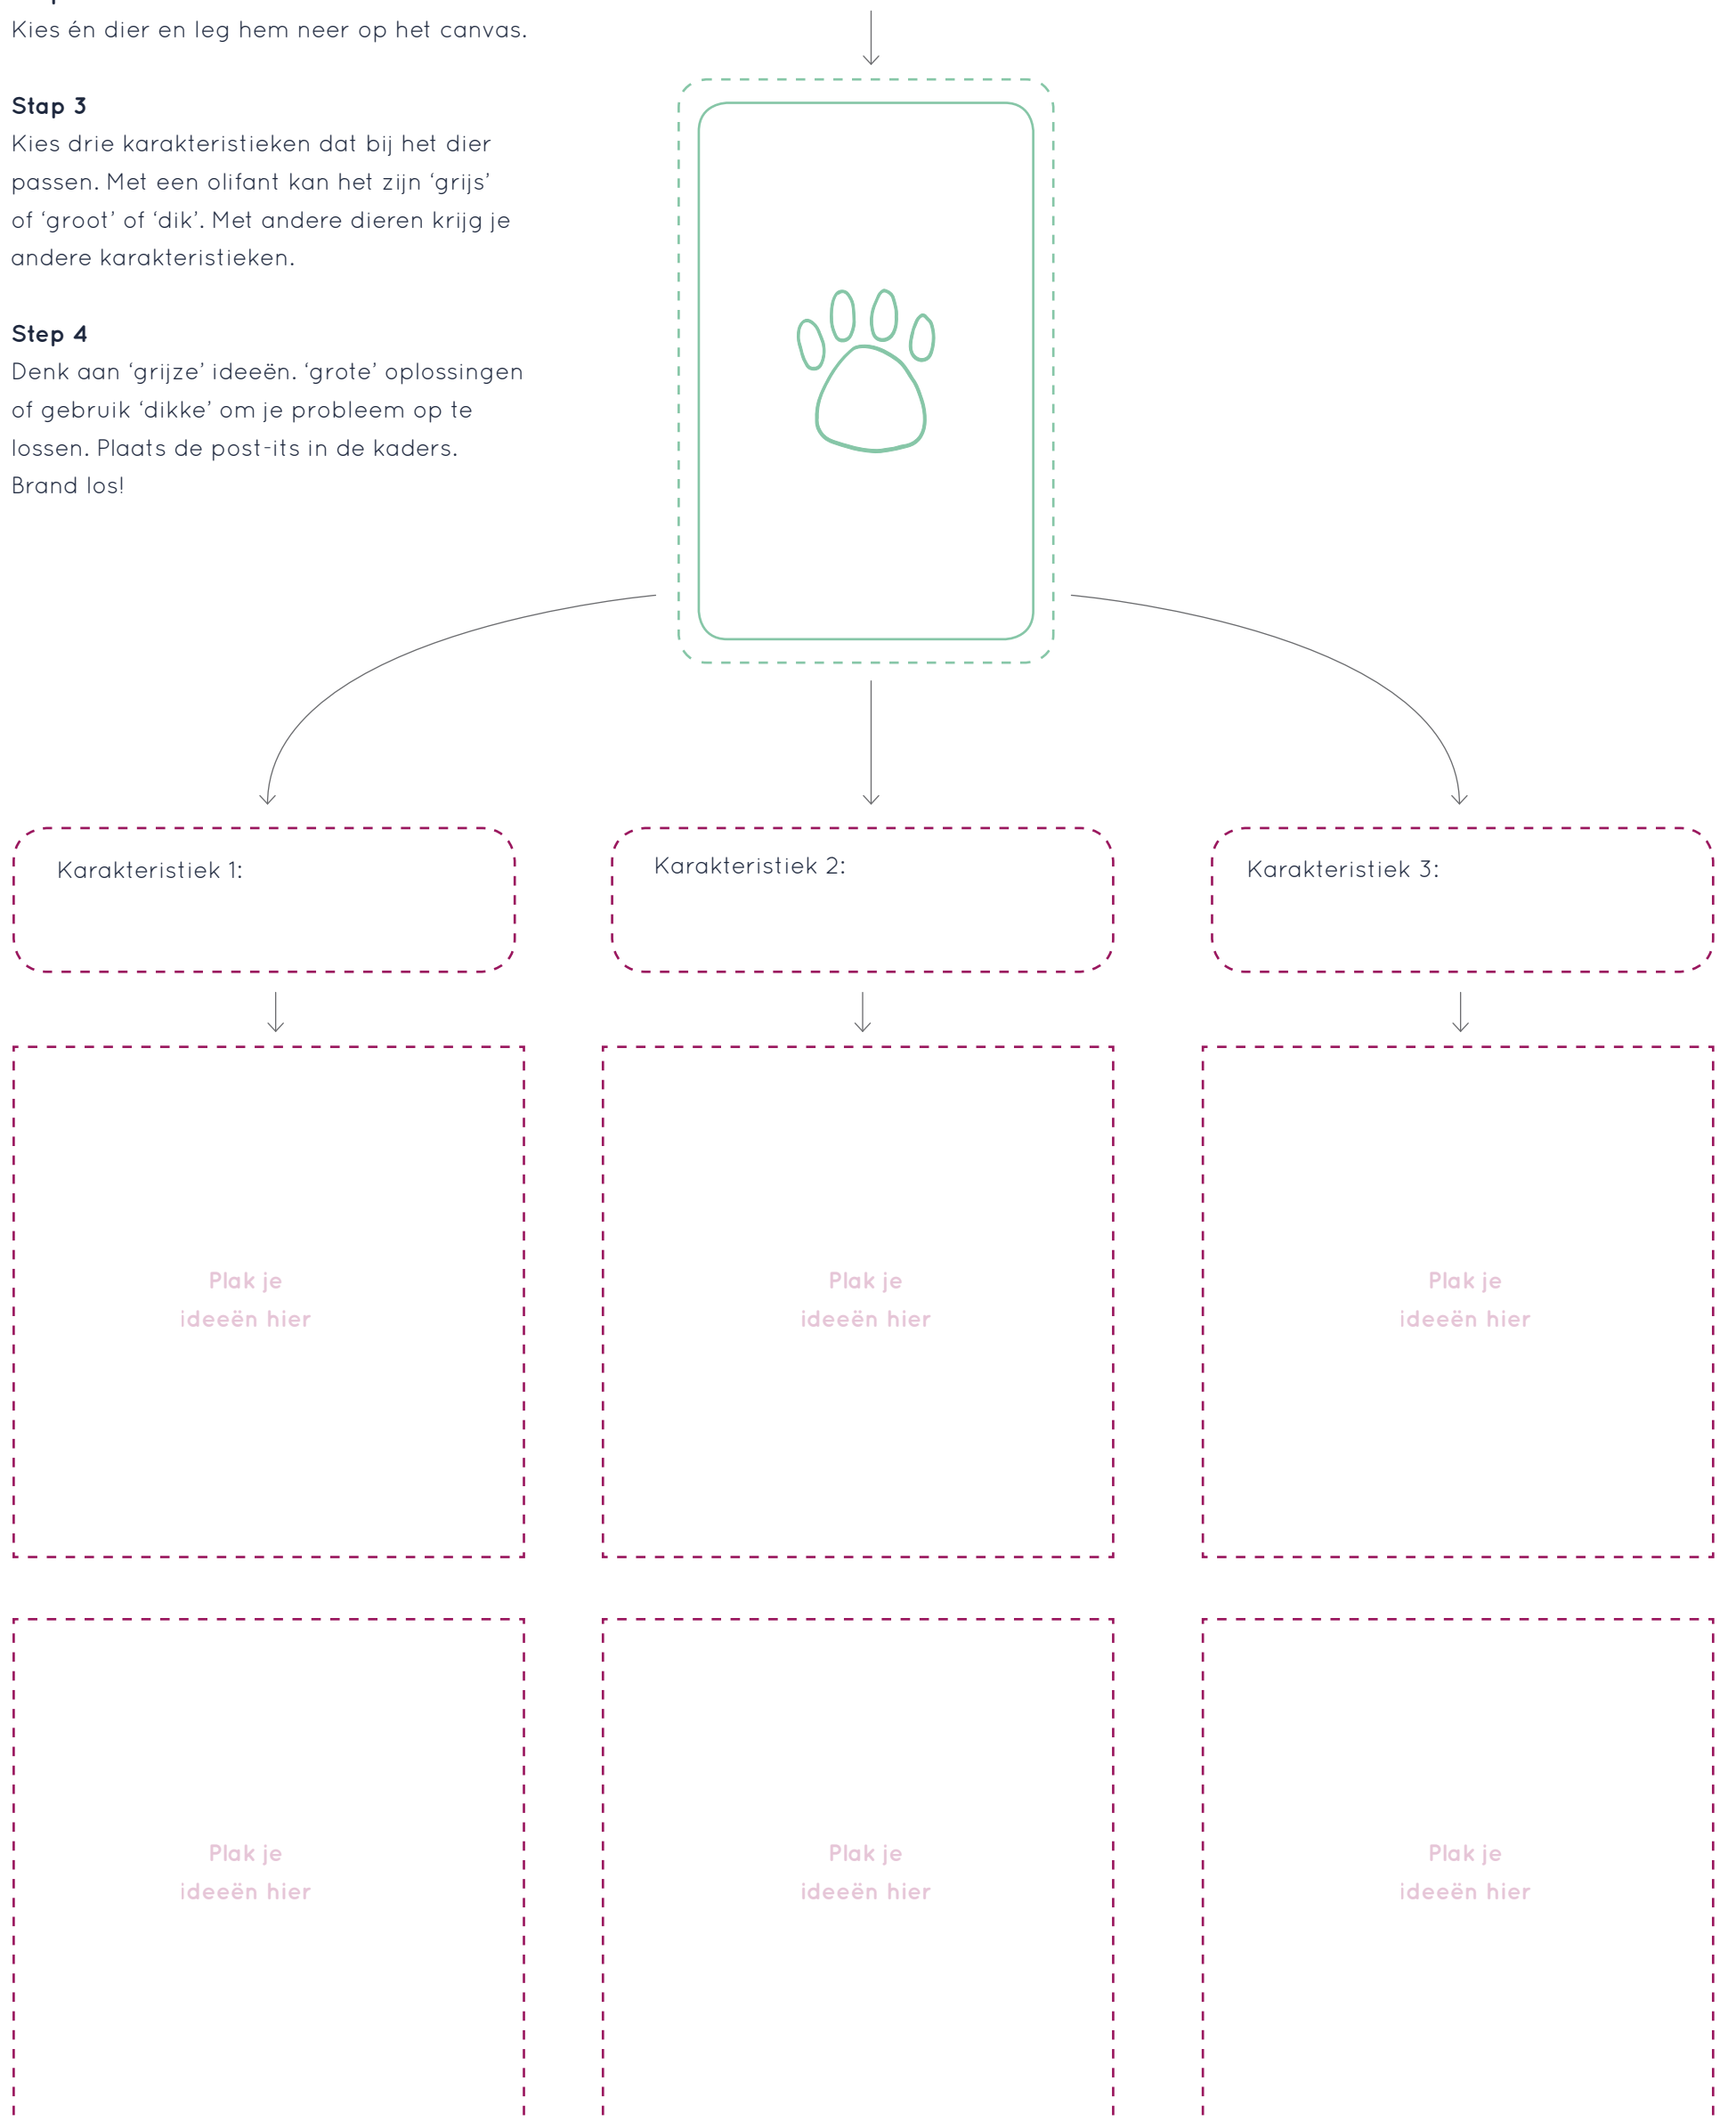 Kies én dier en leg hem neer op het canvas.
Stap 3
Kies drie karakteristieken dat bij het dier
passen. Met een olifant kan het zijn ‘grijs’
of ‘groot’ of ‘dik’. Met andere dieren krijg je
andere karakteristieken.
Step 4
Denk aan ‘grijze’ ideeën. ‘grote’ oplossingen
of gebruik ‘dikke’ om je probleem op te
lossen. Plaats de post-its in de kaders.
Brand los!
Karakteristiek 1:
Karakteristiek 2:
Karakteristiek 3:
Plak je
ideeën hier
Plak je
ideeën hier
Plak je
ideeën hier
Plak je
ideeën hier
Plak je
ideeën hier
Plak je
ideeën hier